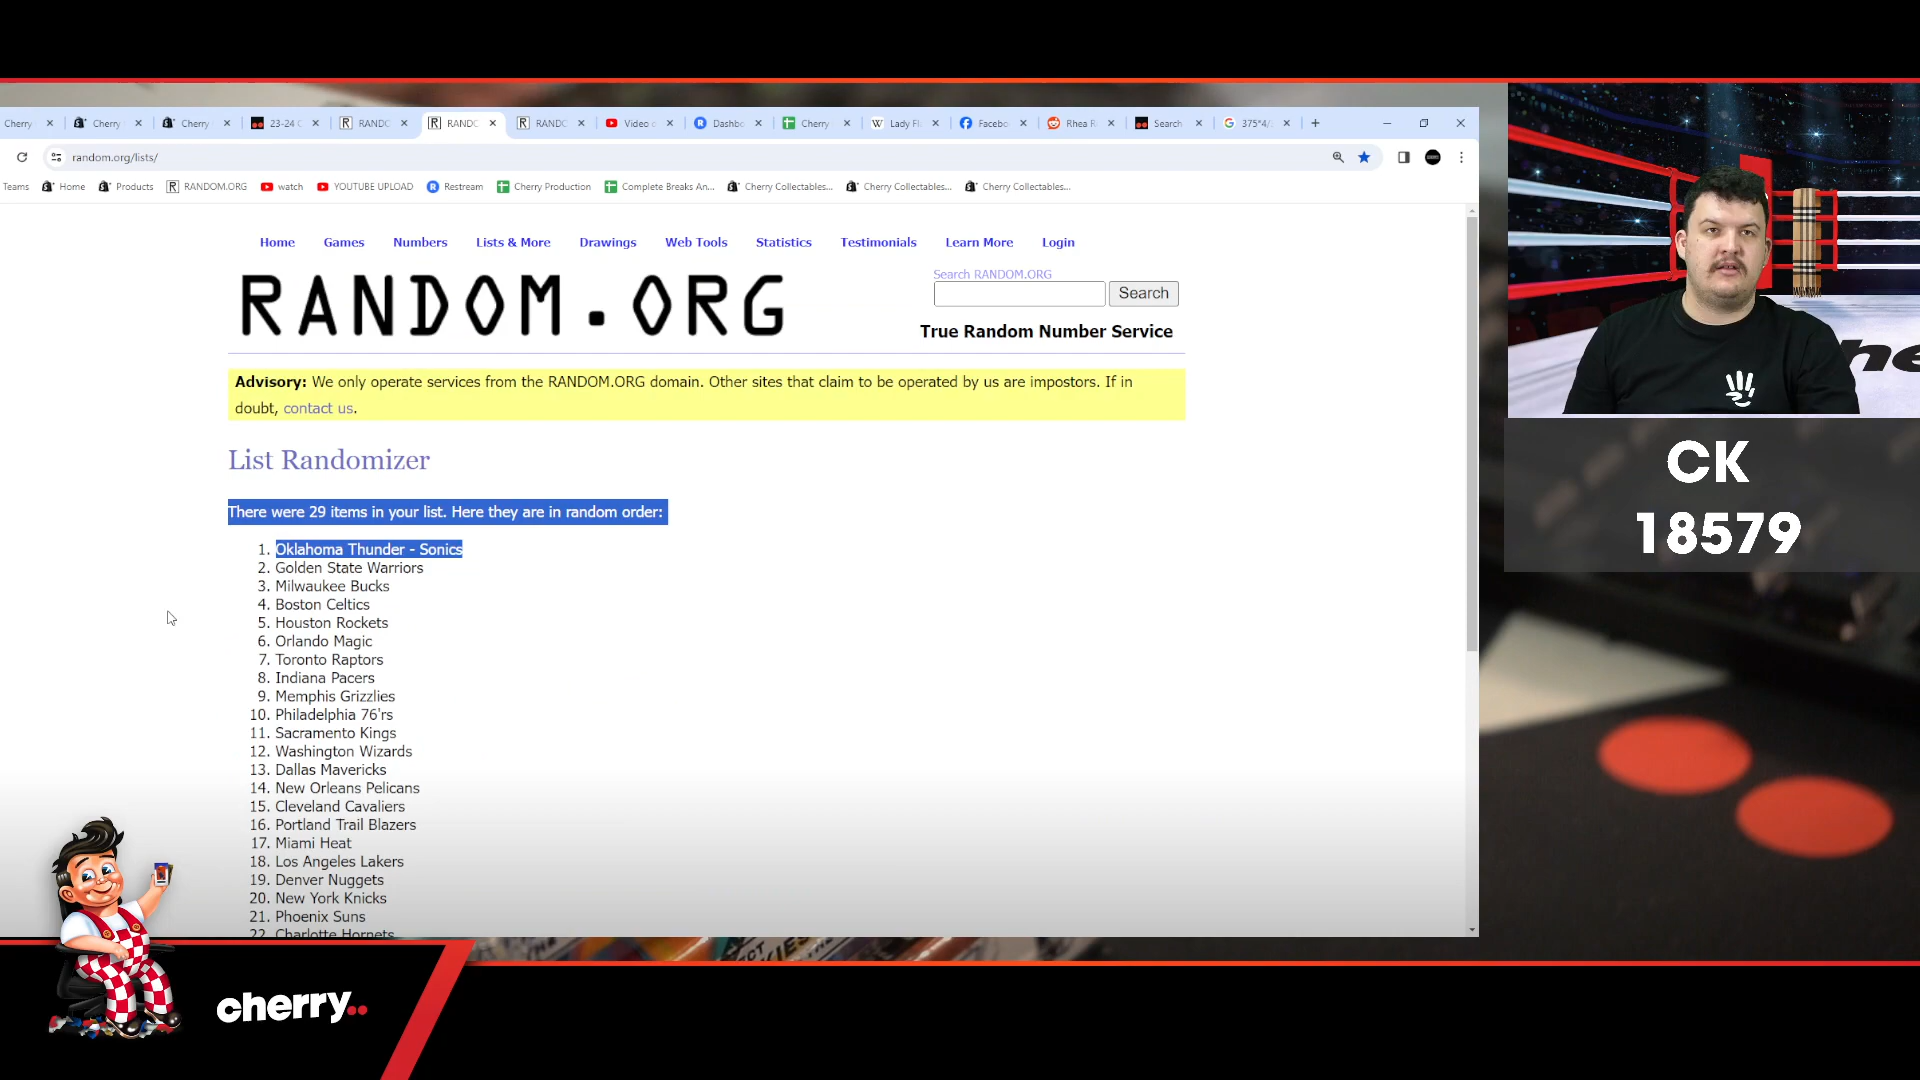 Cherry
Cherry
Cherry
23-24 C
RANDC
RANDC
RANDC
Video c
Dashbo
Cherry
Lady Fl
Facebo
Rhea R
Search
375*4/
random.org/lists/
Teams Home Products RANDOM.ORG watch YOUTUBE UPLOAD Restream Cherry Production Complete Breaks An... Cherry Collectables... Cherry Collectables... Cherry Collectables...
Home Games Numbers Lists & More Drawings Web Tools Statistics Testimonials Learn More Login
RANDOM.ORG
Search RANDOM.ORG
Search
True Random Number Service
Advisory: We only operate services from the RANDOM.ORG domain. Other sites that claim to be operated by us are impostors. If in
doubt, contact us.
List Randomizer
There were 29 items in your list. Here they are in random order:
1. Oklahoma Thunder - Sonics
2. Golden State Warriors
3. Milwaukee Bucks
4. Boston Celtics
5. Houston Rockets
6. Orlando Magic
7. Toronto Raptors
8. Indiana Pacers
9. Memphis Grizzlies
10. Philadelphia 76'rs
11. Sacramento Kings
12. Washington Wizards
13. Dallas Mavericks
14. New Orleans Pelicans
15. Cleveland Cavaliers
16. Portland Trail Blazers
17. Miami Heat
18. Los Angeles Lakers
19. Denver Nuggets
20. New York Knicks
21. Phoenix Suns
22. Charlotte Hornets
CK
18579
cherry..